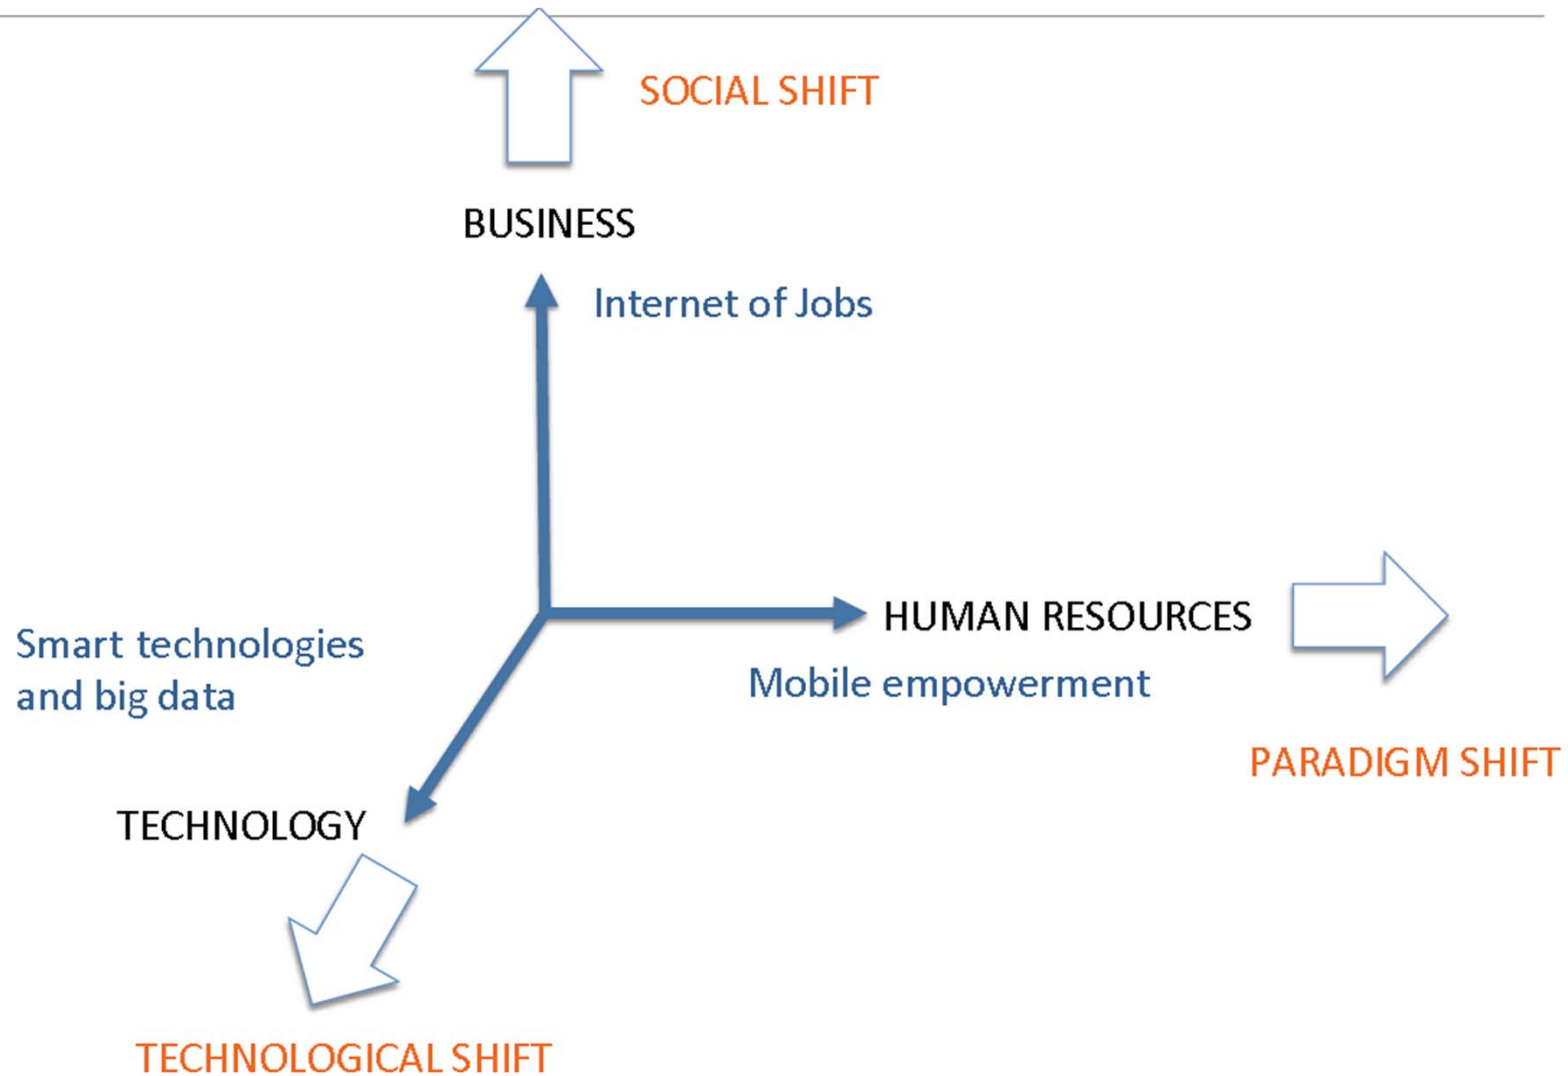 SOCIAL SHIFT
BUSINESS
Internet of Jobs
HUMAN RESOURCES
Smart technologies
and big data
Mobile empowerment
PARADIGM SHIFT
TECHNOLOGY
TECHNOLOGICAL SHIFT